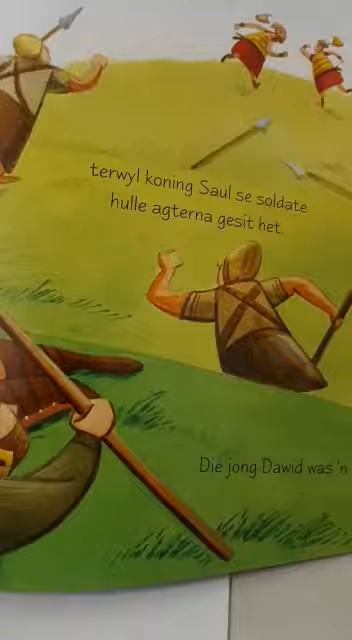 terwyl koning Saul se soldate
hulle agterna gesit het.
Die jong Dawid was 'n